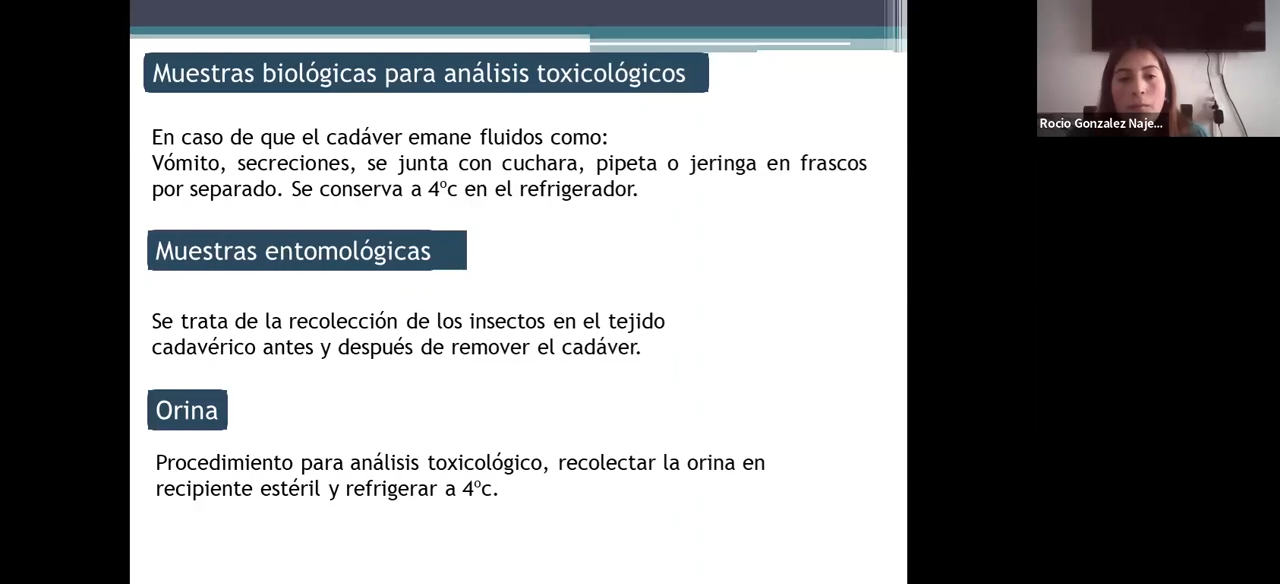 Muestras biológicas para análisis toxicológicos
En caso de que el cadáver emane fluidos como:
Vómito, secreciones, se junta con cuchara, pipeta o jeringa en frascos
por separado. Se conserva a 4ºc en el refrigerador.
Muestras entomológicas
Se trata de la recolección de los insectos en el tejido
cadavérico antes y después de remover el cadáver.
Orina
Procedimiento para análisis toxicológico, recolectar la orina en
recipiente estéril y refrigerar a 4ºc.
Rocio Gonzalez Naje...